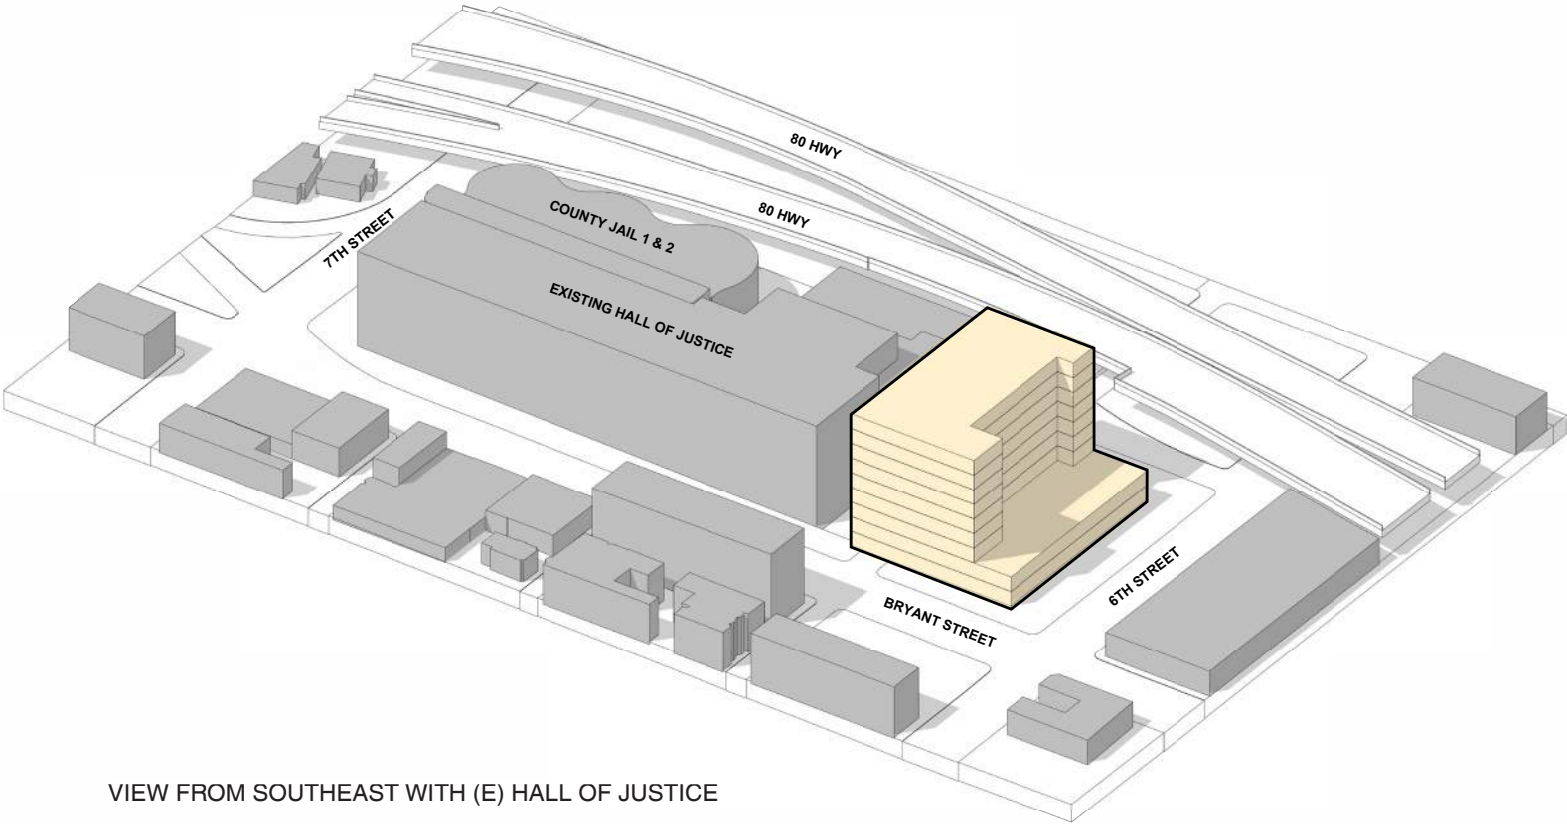 80 HWY
80 HWY
COUNTY JAIL 1 & 2
7TH STREET
EXISTING HALL OF JUSTICE
6TH STREET
BRYANT STREET
VIEW FROM SOUTHEAST WITH (E) HALL OF JUSTICE